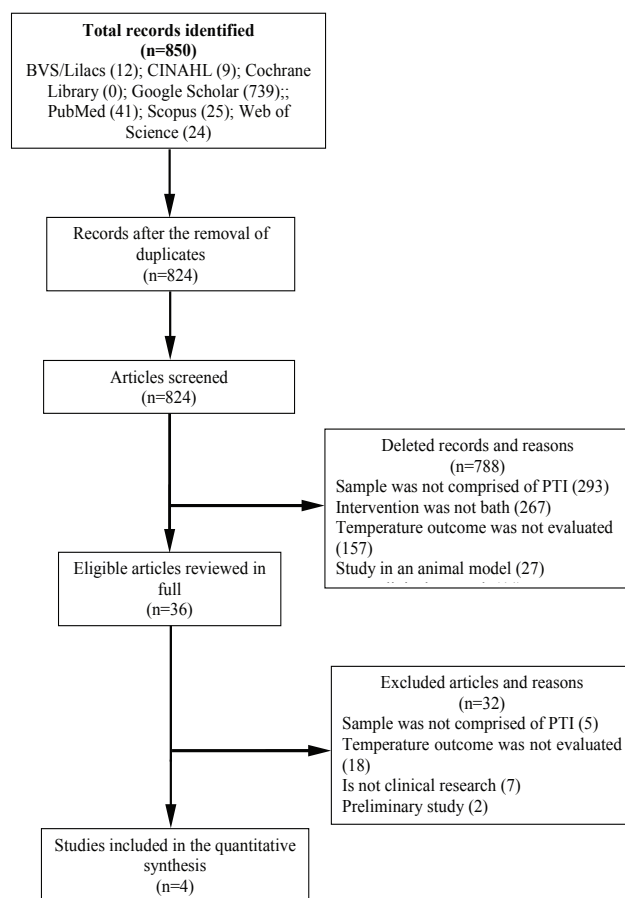 Total records identified
(n=850)
BVS/Lilacs (12); CINAHL (9); Cochrane
Library (0); Google Scholar (739);;
PubMed (41); Scopus (25); Web of
Science (24)
Records after the removal of
duplicates
(n=824)
Articles screened
(n=824)
Deleted records and reasons
(n=788)
Sample was not comprised of PTI (293)
Intervention was not bath (267)
Temperature outcome was not evaluated
(157)
Study in an animal model (27)
Eligible articles reviewed in
full
(n=36)
Excluded articles and reasons
(n=32)
Sample was not comprised of PTI (5)
Temperature outcome was not evaluated
(18)
Is not clinical research (7)
Preliminary study (2)
Studies included in the quantitative
synthesis
(n=4)